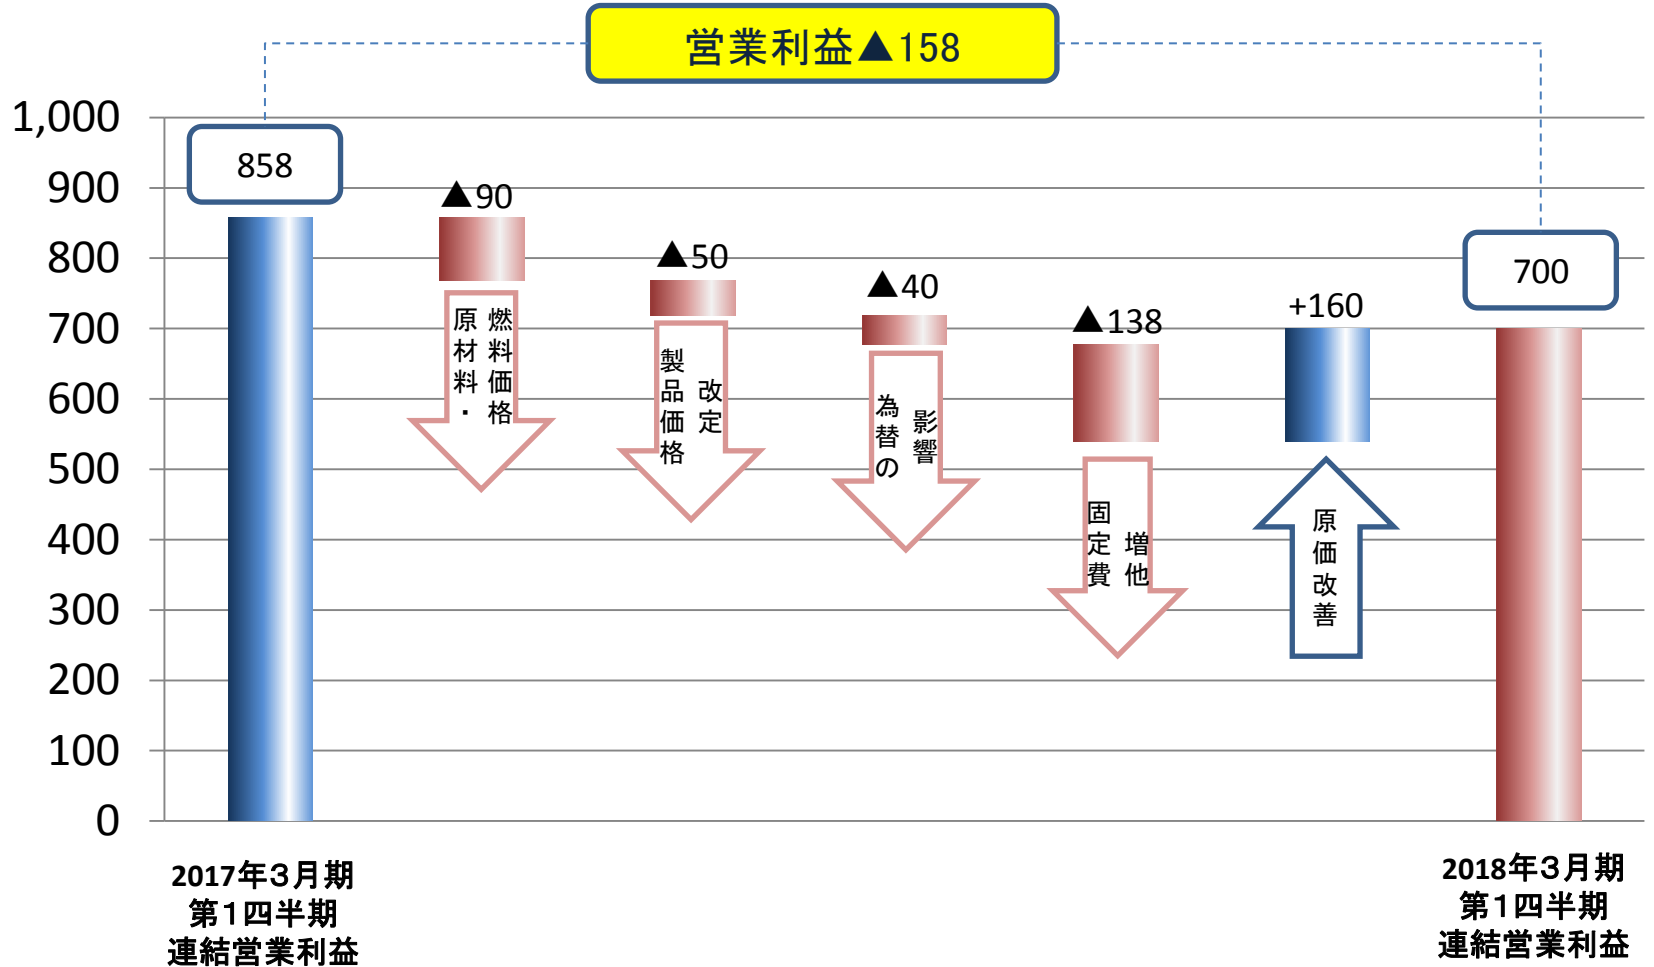 営業利益▲158
1,000
900
800
700
600
500
400
300
200
100
0
858
▲90
原材料・
燃料価格
▲50
製品価格
改定
▲40
為替の
影響
▲138
固定費
増他
+160
原価改善
700
2017年３月期
第１四半期
連結営業利益
2018年３月期
第１四半期
連結営業利益